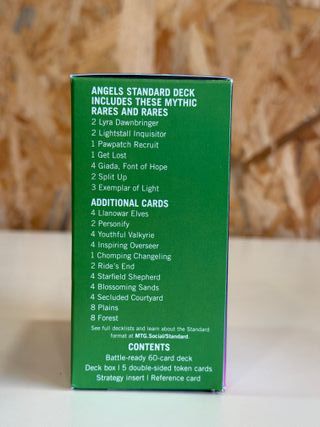 ANGELS STANDARD DECK
INCLUDES THESE MYTHIC
RARES AND RARES
2 Lyra Dawnbringer
2 Lightstall Inquisitor
1 Pawpatch Recruit
1 Get Lost
4 Giada, Font of Hope
2 Split Up
3 Exemplar of Light
ADDITIONAL CARDS
4 Llanowar Elves
2 Personify
4 Youthful Valkyrie
4 Inspiring Overseer
1 Chomping Changeling
2 Ride's End
4 Starfield Shepherd
4 Blossoming Sands
4 Secluded Courtyard
8 Plains
8 Forest
See full decklists and learn about the Standard
format at MTG.Social/Standard.
CONTENTS
Battle-ready 60-card deck
Deck box | 5 double-sided token cards
Strategy insert | Reference card